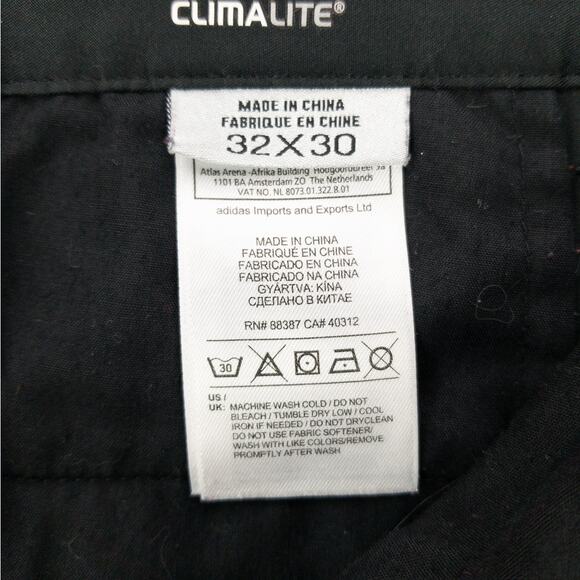 CLIMALITE®
MADE IN CHINA
FABRIQUE EN CHINE
32X30
Atlas Arena -Afrika Building
1101 BA Amsterdam ZO The Netherlands
VAT NO. NL 8073.01.322.B.01
adidas Imports and Exports Ltd
MADE IN CHINA
FABRIQUÉ EN CHINE
FABRICADO EN CHINA
FABRICADO NA CHINA
GYÁRTVA: KÍNA
СДЕЛАНО В КИТАЕ
RN# 88387 CA# 40312
30
US /
UK: MACHINE WASH COLD / DO NOT
BLEACH / TUMBLE DRY LOW / COOL
IRON IF NEEDED / DO NOT DRYCLEAN
DO NOT USE FABRIC SOFTENER/
WASH WITH LIKE COLORS/REMOVE
PROMPTLY AFTER WASH